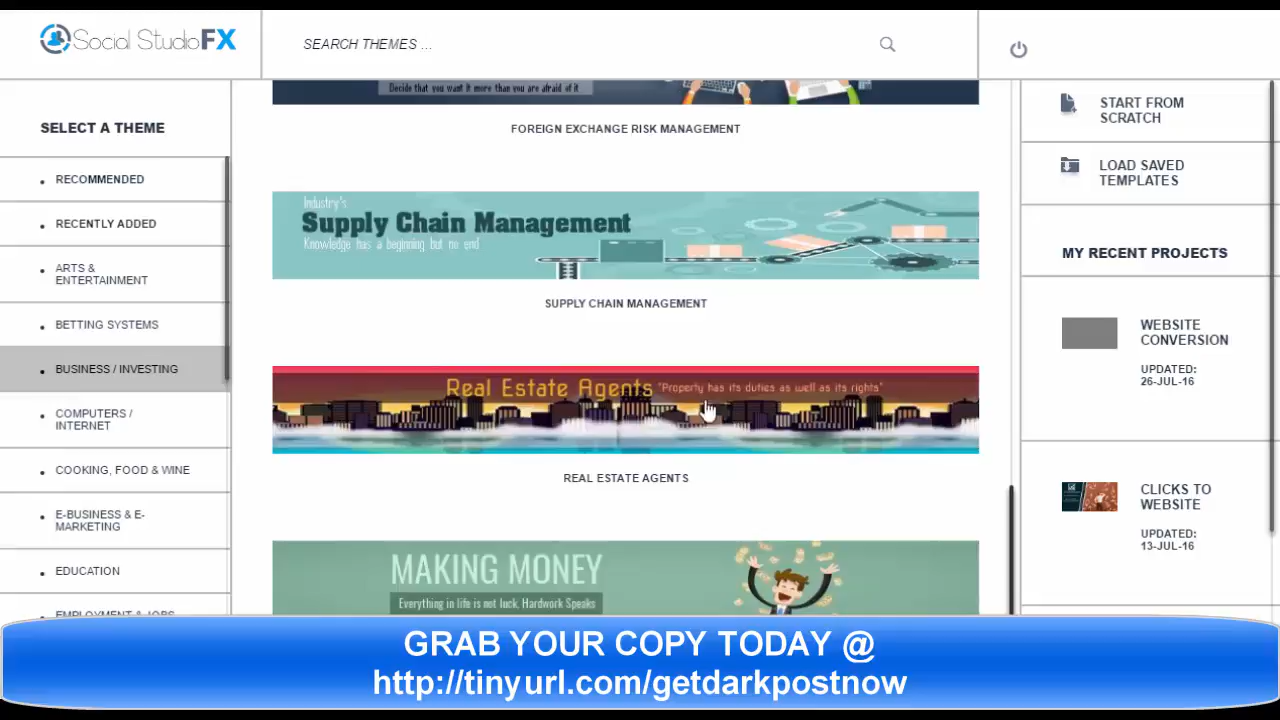 Social StudioFX
SEARCH THEMES ...
SELECT A THEME
RECOMMENDED
RECENTLY ADDED
ARTS &
ENTERTAINMENT
BETTING SYSTEMS
BUSINESS / INVESTING
COMPUTERS /
INTERNET
COOKING, FOOD & WINE
E-BUSINESS & E-
MARKETING
EDUCATION
EMPLOYMENT & JOBS
Decide that you want it more than you are afraid of it
FOREIGN EXCHANGE RISK MANAGEMENT
Industry's
Supply Chain Management
Knowledge has a beginning but no end
SUPPLY CHAIN MANAGEMENT
Real Estate Agents "Property has its duties as well as its rights"
REAL ESTATE AGENTS
MAKING MONEY
Everything in life is not luck, Hardwork Speaks
START FROM
SCRATCH
LOAD SAVED
TEMPLATES
MY RECENT PROJECTS
WEBSITE
CONVERSION
UPDATED:
26-JUL-16
CLICKS TO
WEBSITE
UPDATED:
13-JUL-16
GRAB YOUR COPY TODAY @
http://tinyurl.com/getdarkpostnow